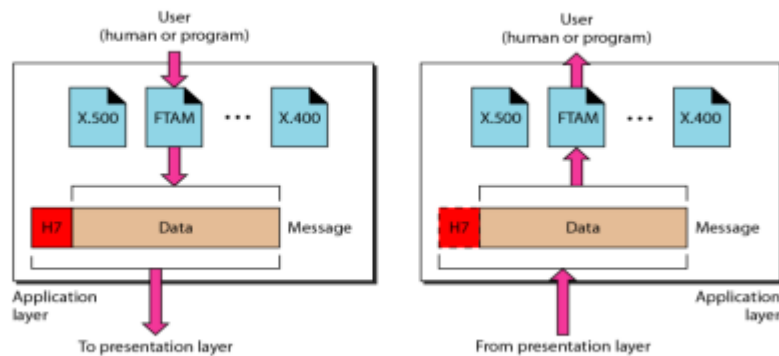 User
(human or program)
X.500
FTAM
• • •
X.400
H7
Data
Message
Application
layer
To presentation layer
User
(human or program)
X.500
FTAM
• • •
X.400
H7
Data
Message
Application
layer
From presentation layer